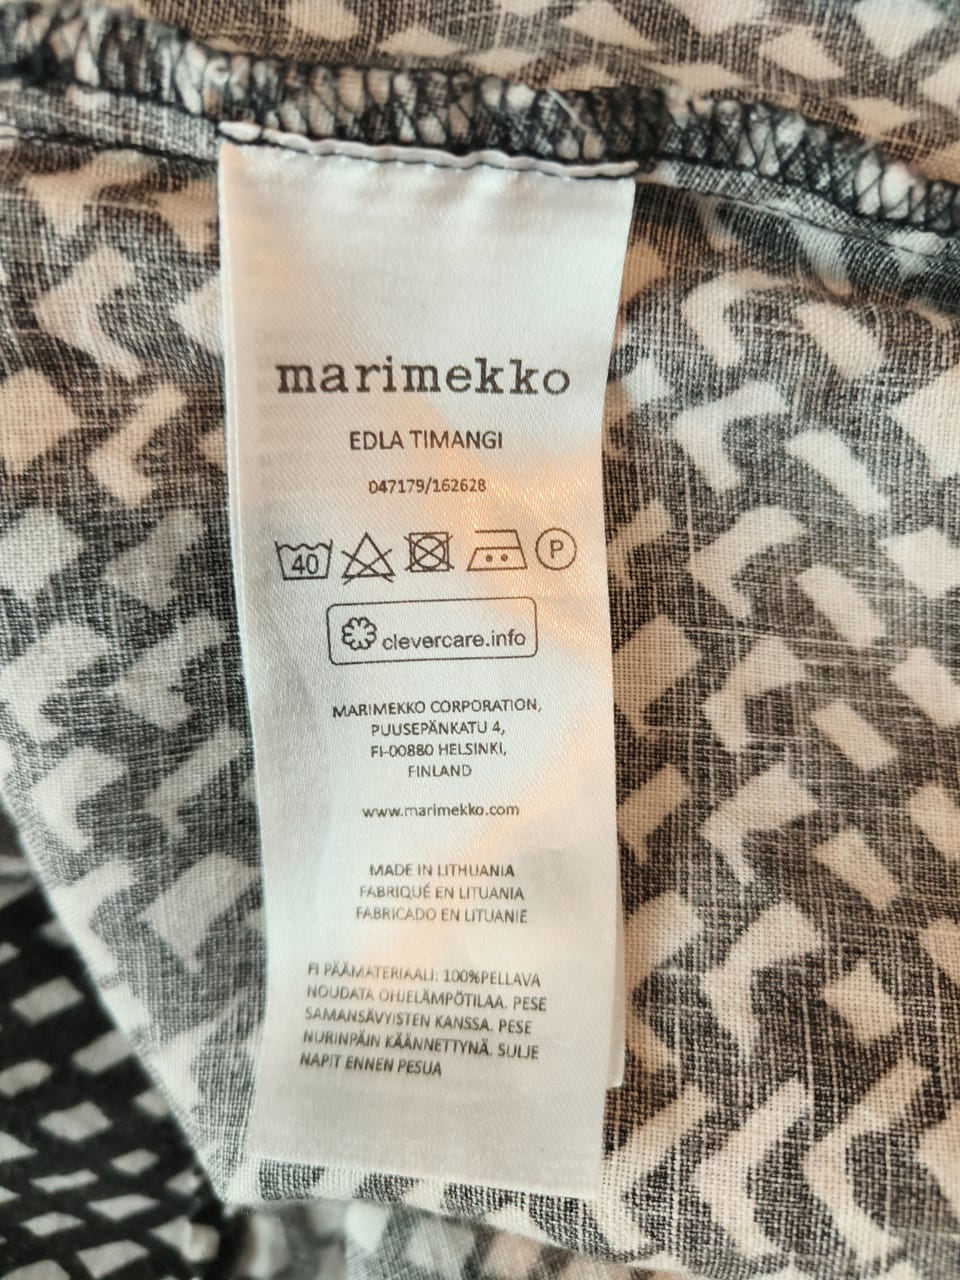 marimekko
EDLA TIMANGI
047179/162628
40 P
clevercare.info
MARIMEKKO CORPORATION,
PUUSEPÄNKATU 4,
FI-00880 HELSINKI,
FINLAND
www.marimekko.com
MADE IN LITHUANIA
FABRIQUÉ EN LITUANIA
FABRICADO EN LITUANIE
FI PÄÄMATERIAALI: 100%PELLAVA
NOUDATA OHJELÄMPÖTILAA. PESE
SAMANSÄVYISTEN KANSSA. PESE
NURINPÄIN KÄÄNNETTYNÄ. SULJE
NAPIT ENNEN PESUA